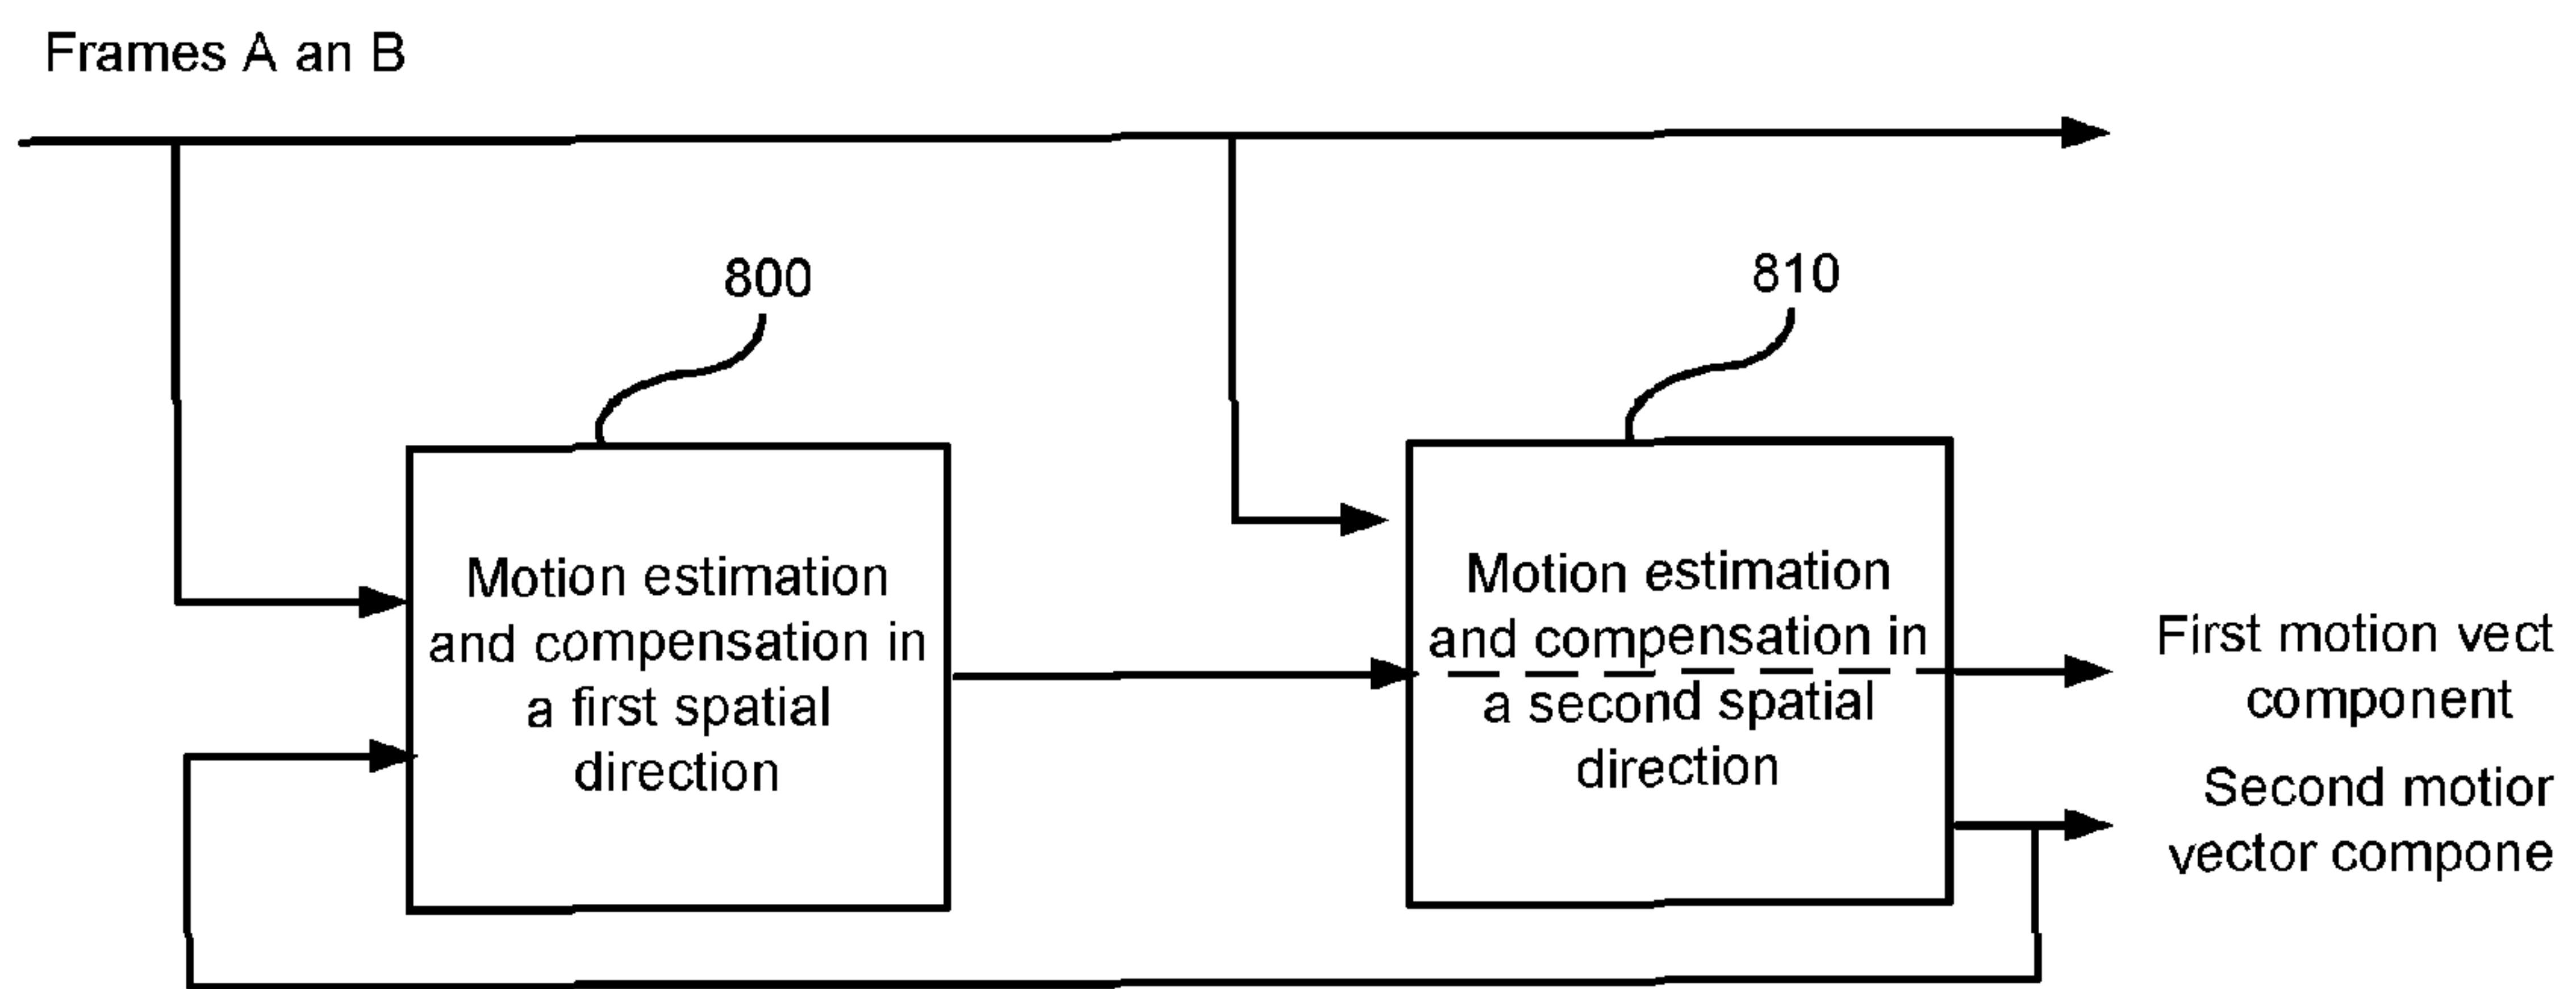 Frames A an B
800
810
Motion estimation
and compensation in
a first spatial
direction
Motion estimation
and compensation in
a second spatial
direction
First motion vect
component
Second motior
vector compone